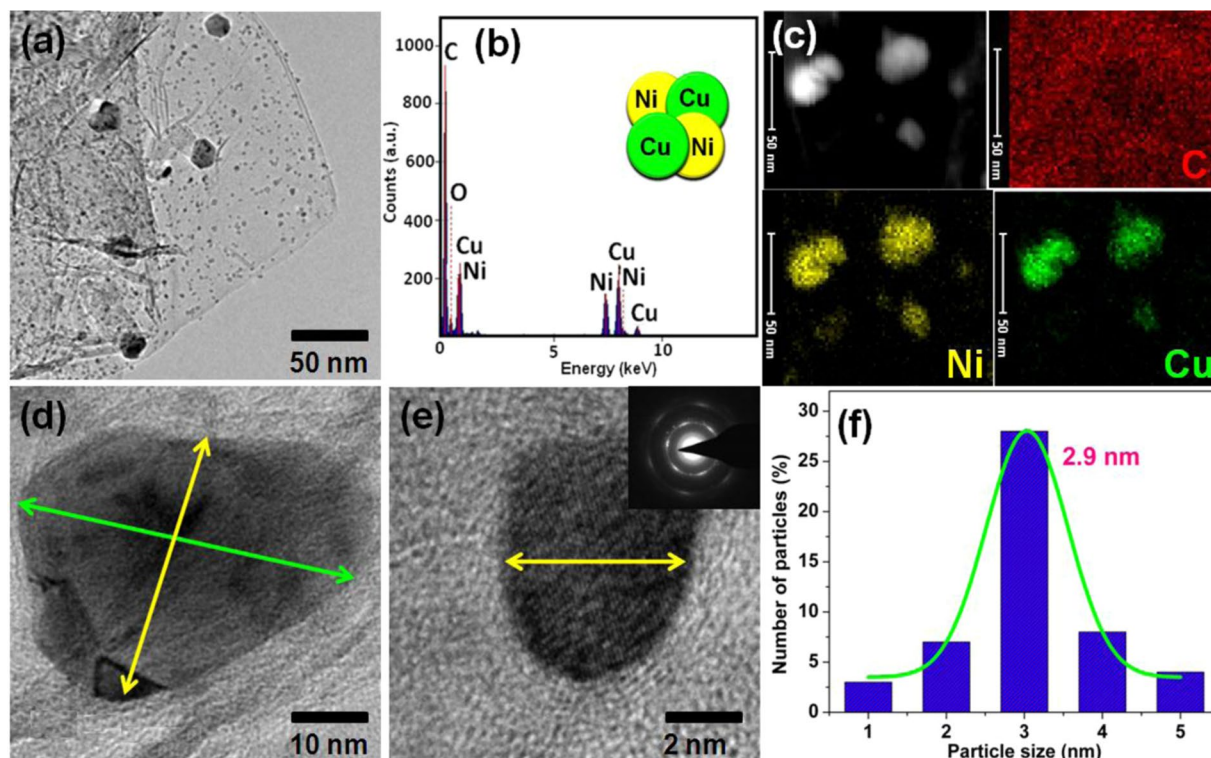 (a)
50 nm
(b)
Counts (a.u.)
1000
800
600
400
200
C
O
Cu
Ni
Ni
Cu
Ni
Cu
Ni
Cu
Cu
Ni
0
5
10
Energy (keV)
(c)
50 nm
50 nm
C
50 nm
Ni
50 nm
Cu
(d)
10 nm
(e)
2 nm
(f)
2.9 nm
Number of particles (%)
30
25
20
15
10
5
0
1
2
3
4
5
Particle size (nm)